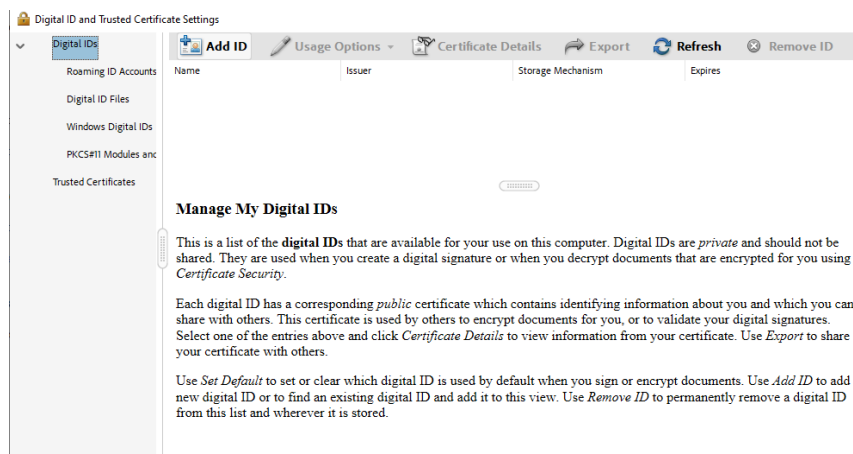 Digital ID and Trusted Certificate Settings
Digital IDs
Roaming ID Accounts
Digital ID Files
Windows Digital IDs
PKCS#11 Modules and
Trusted Certificates
Add ID Usage Options Certificate Details Export Refresh Remove ID
Name Issuer Storage Mechanism Expires
Manage My Digital IDs
This is a list of the digital IDs that are available for your use on this computer. Digital IDs are private and should not be
shared. They are used when you create a digital signature or when you decrypt documents that are encrypted for you using
Certificate Security.
Each digital ID has a corresponding public certificate which contains identifying information about you and which you can
share with others. This certificate is used by others to encrypt documents for you, or to validate your digital signatures.
Select one of the entries above and click Certificate Details to view information from your certificate. Use Export to share
your certificate with others.
Use Set Default to set or clear which digital ID is used by default when you sign or encrypt documents. Use Add ID to add
new digital ID or to find an existing digital ID and add it to this view. Use Remove ID to permanently remove a digital ID
from this list and wherever it is stored.